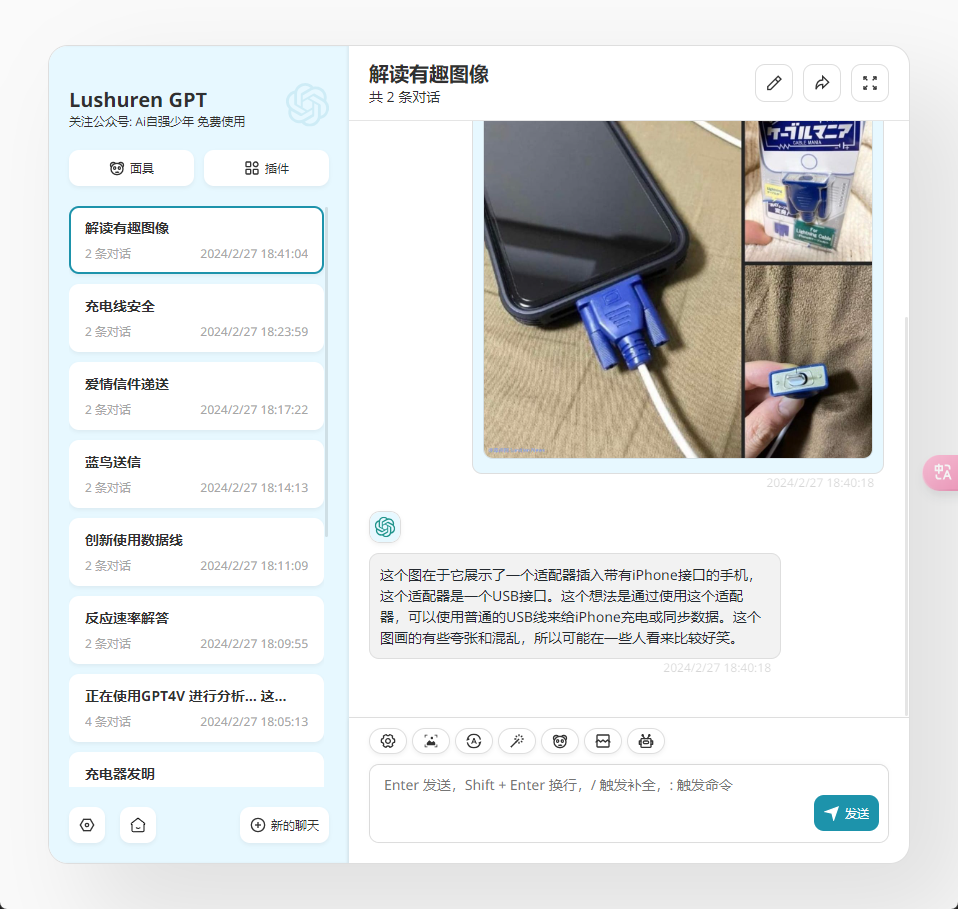 Lushuren GPT
关注公众号: Ai自强少年 免费使用
面具
插件
解读有趣图像
2 条对话
2024/2/27 18:41:04
充电线安全
2 条对话
2024/2/27 18:23:59
爱情信件递送
2 条对话
2024/2/27 18:17:22
蓝鸟送信
2 条对话
2024/2/27 18:14:13
创新使用数据线
2 条对话
2024/2/27 18:11:09
反应速率解答
2 条对话
2024/2/27 18:09:55
正在使用GPT4V 进行分析... 这...
4 条对话
2024/2/27 18:05:13
充电器发明
新的聊天
解读有趣图像
共 2 条对话
ケーブルマニア
CABLE MANIA
For
Lightning Cable
2024/2/27 18:40:18
这个图在于它展示了一个适配器插入带有iPhone接口的手机，
这个适配器是一个USB接口。这个想法是通过使用这个适配
器，可以使用普通的USB线来给iPhone充电或同步数据。这个
图画的有些夸张和混乱，所以可能在一些人看来比较好笑。
2024/2/27 18:40:18
Enter 发送，Shift + Enter 换行，/ 触发补全，: 触发命令
发送